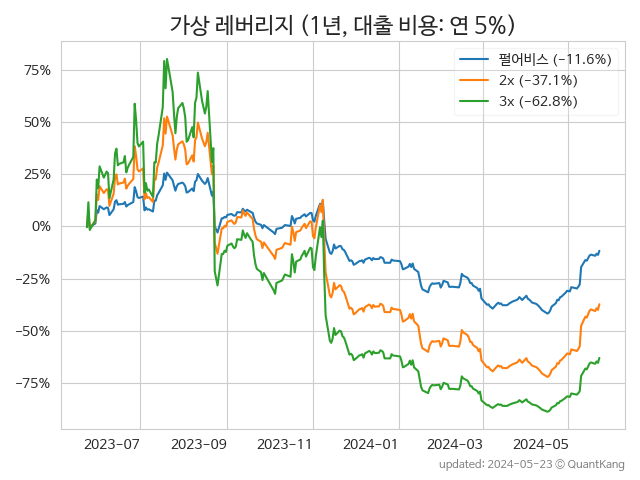 가상 레버리지 (1년, 대출 비용: 연 5%)
펄어비스 (−11.6%)
2x (−37.1%)
3x (−62.8%)
75%
50%
25%
0%
−25%
−50%
−75%
2023-07 2023-09 2023-11 2024-01 2024-03 2024-05
updated: 2024-05-23 © QuantKang